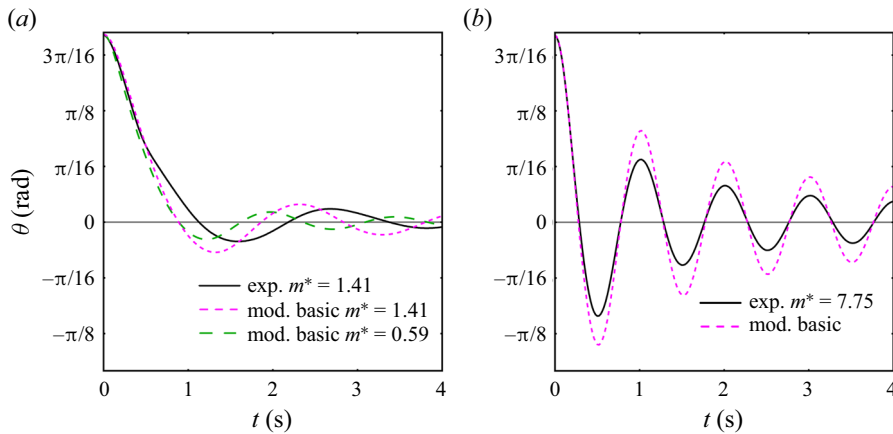 (a)
3π/16
π/8
π/16
0
−π/16
−π/8
θ (rad)
exp. m* = 1.41
mod. basic m* = 1.41
mod. basic m* = 0.59
0 1 2 3 4
t (s)
(b)
3π/16
π/8
π/16
0
−π/16
−π/8
exp. m* = 7.75
mod. basic
0 1 2 3 4
t (s)